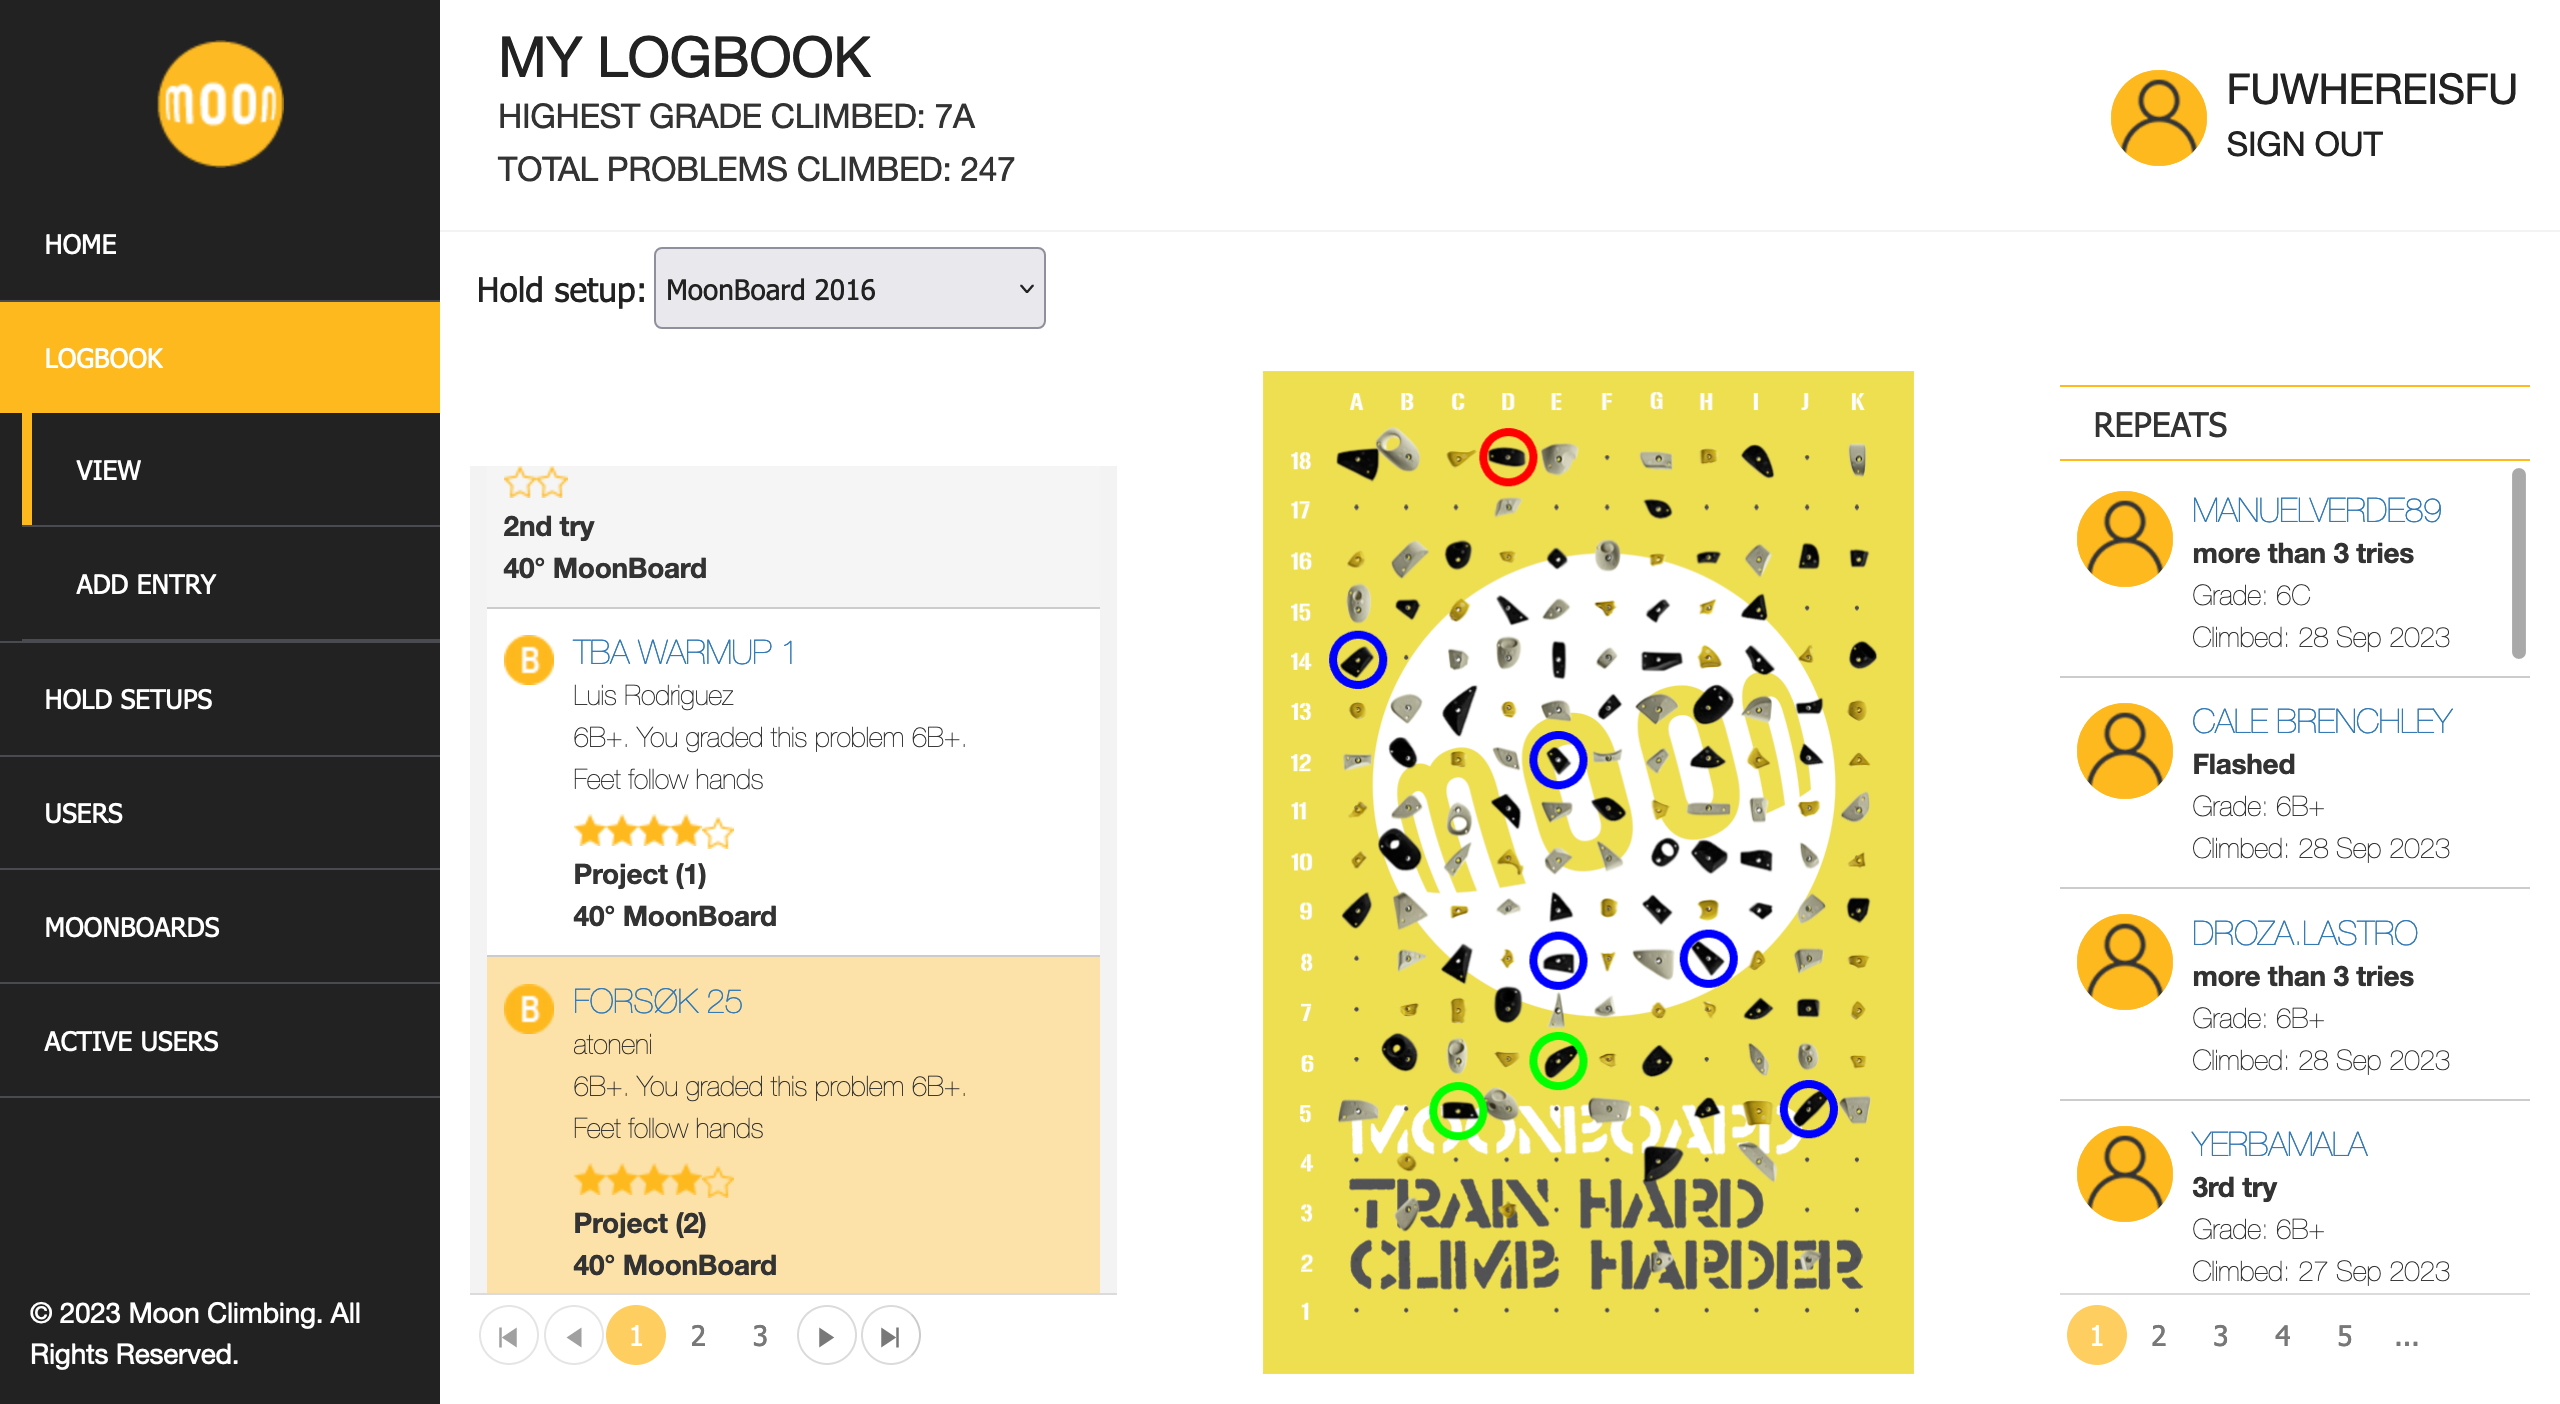 moon
HOME
LOGBOOK
VIEW
ADD ENTRY
HOLD SETUPS
USERS
MOONBOARDS
ACTIVE USERS
© 2023 Moon Climbing. All
Rights Reserved.
MY LOGBOOK
HIGHEST GRADE CLIMBED: 7A
TOTAL PROBLEMS CLIMBED: 247
FUWHEREISFU
SIGN OUT
Hold setup: MoonBoard 2016
2nd try
40° MoonBoard
B TBA WARMUP 1
Luis Rodriguez
6B+. You graded this problem 6B+.
Feet follow hands
Project (1)
40° MoonBoard
B FORSØK 25
atoneni
6B+. You graded this problem 6B+.
Feet follow hands
Project (2)
40° MoonBoard
1 2 3
A B C D E F G H I J K
18
17
16
15
14
13
12
11
10
9
8
7
6
5
4
3
2
1
moon
MOONBOARD
TRAIN HARD
CLIMB HARDER
REPEATS
MANUELVERDE89
more than 3 tries
Grade: 6C
Climbed: 28 Sep 2023
CALE BRENCHLEY
Flashed
Grade: 6B+
Climbed: 28 Sep 2023
DROZA.LASTRO
more than 3 tries
Grade: 6B+
Climbed: 28 Sep 2023
YERBAMALA
3rd try
Grade: 6B+
Climbed: 27 Sep 2023
1 2 3 4 5 ...